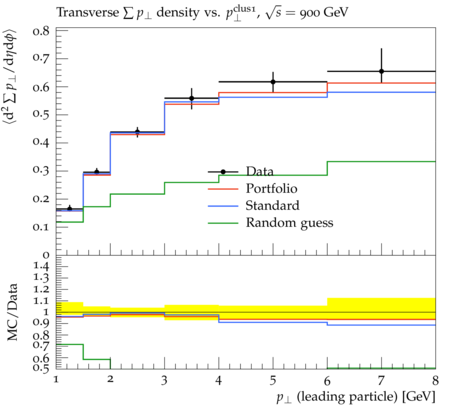 Transverse ∑ p⊥ density vs. p⊥^clus1, √s = 900 GeV
⟨d² ∑ p⊥/dηdϕ⟩
0.8
0.7
0.6
0.5
0.4
0.3
0.2
0.1
0
Data
Portfolio
Standard
Random guess
MC/Data
1.4
1.3
1.2
1.1
1
0.9
0.8
0.7
0.6
0.5
1 2 3 4 5 6 7 8
p⊥ (leading particle) [GeV]